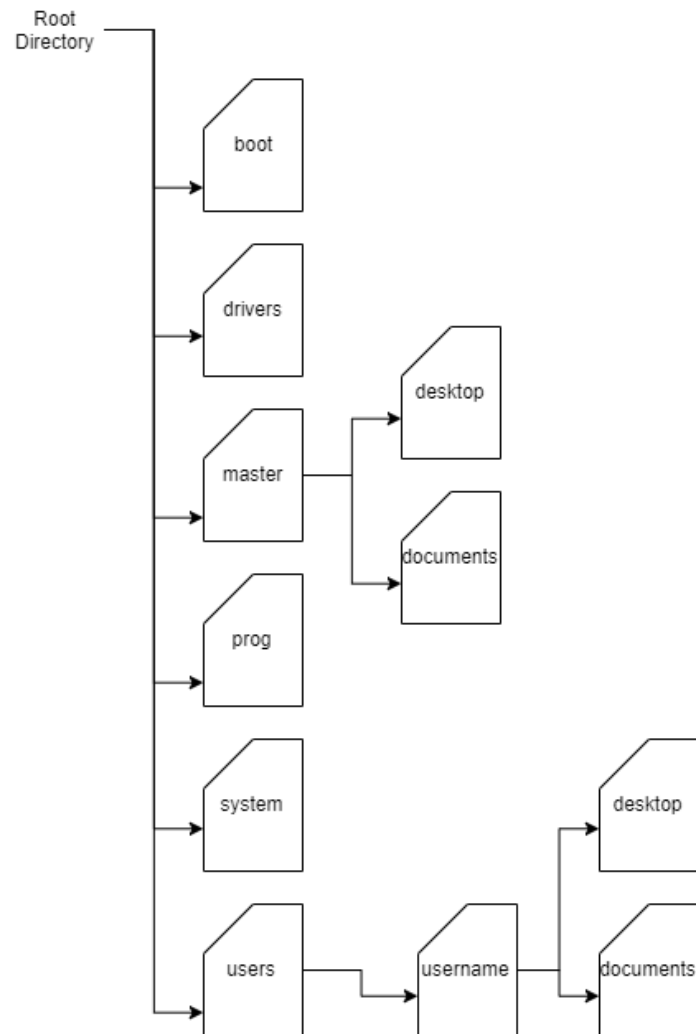 Root
Directory
boot
drivers
desktop
master
documents
prog
system
desktop
users
username
documents